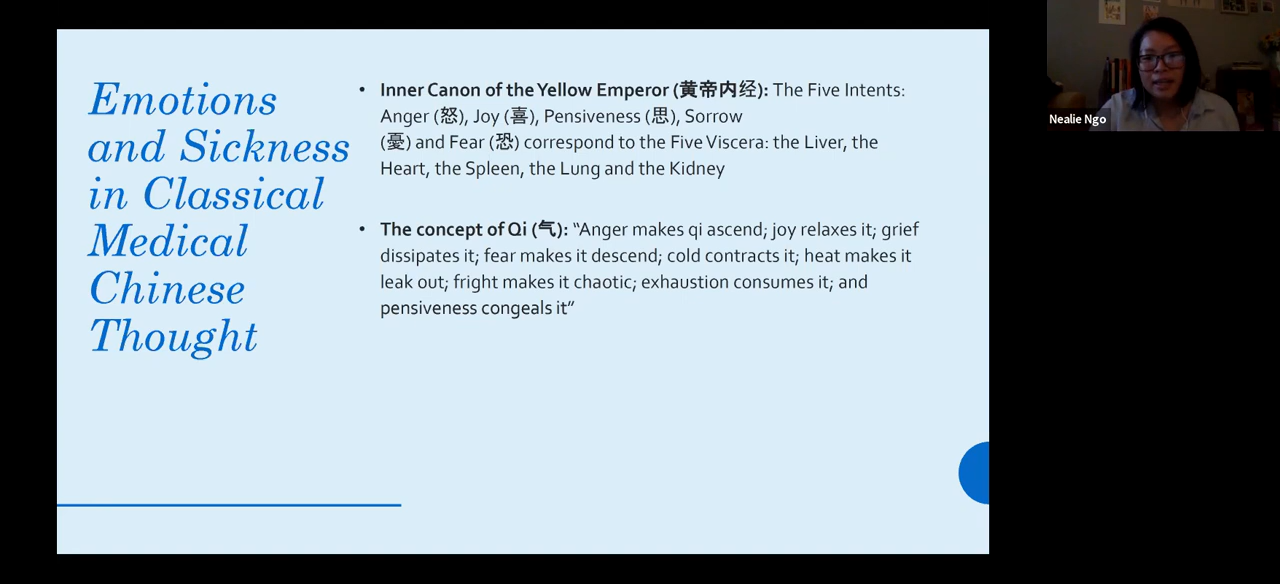 Emotions
and Sickness
in Classical
Medical
Chinese
Thought
• Inner Canon of the Yellow Emperor (黄帝内经): The Five Intents:
Anger (怒), Joy (喜), Pensiveness (思), Sorrow
(憂) and Fear (恐) correspond to the Five Viscera: the Liver, the
Heart, the Spleen, the Lung and the Kidney
• The concept of Qi (气): “Anger makes qi ascend; joy relaxes it; grief
dissipates it; fear makes it descend; cold contracts it; heat makes it
leak out; fright makes it chaotic; exhaustion consumes it; and
pensiveness congeals it”
Nealie Ngo